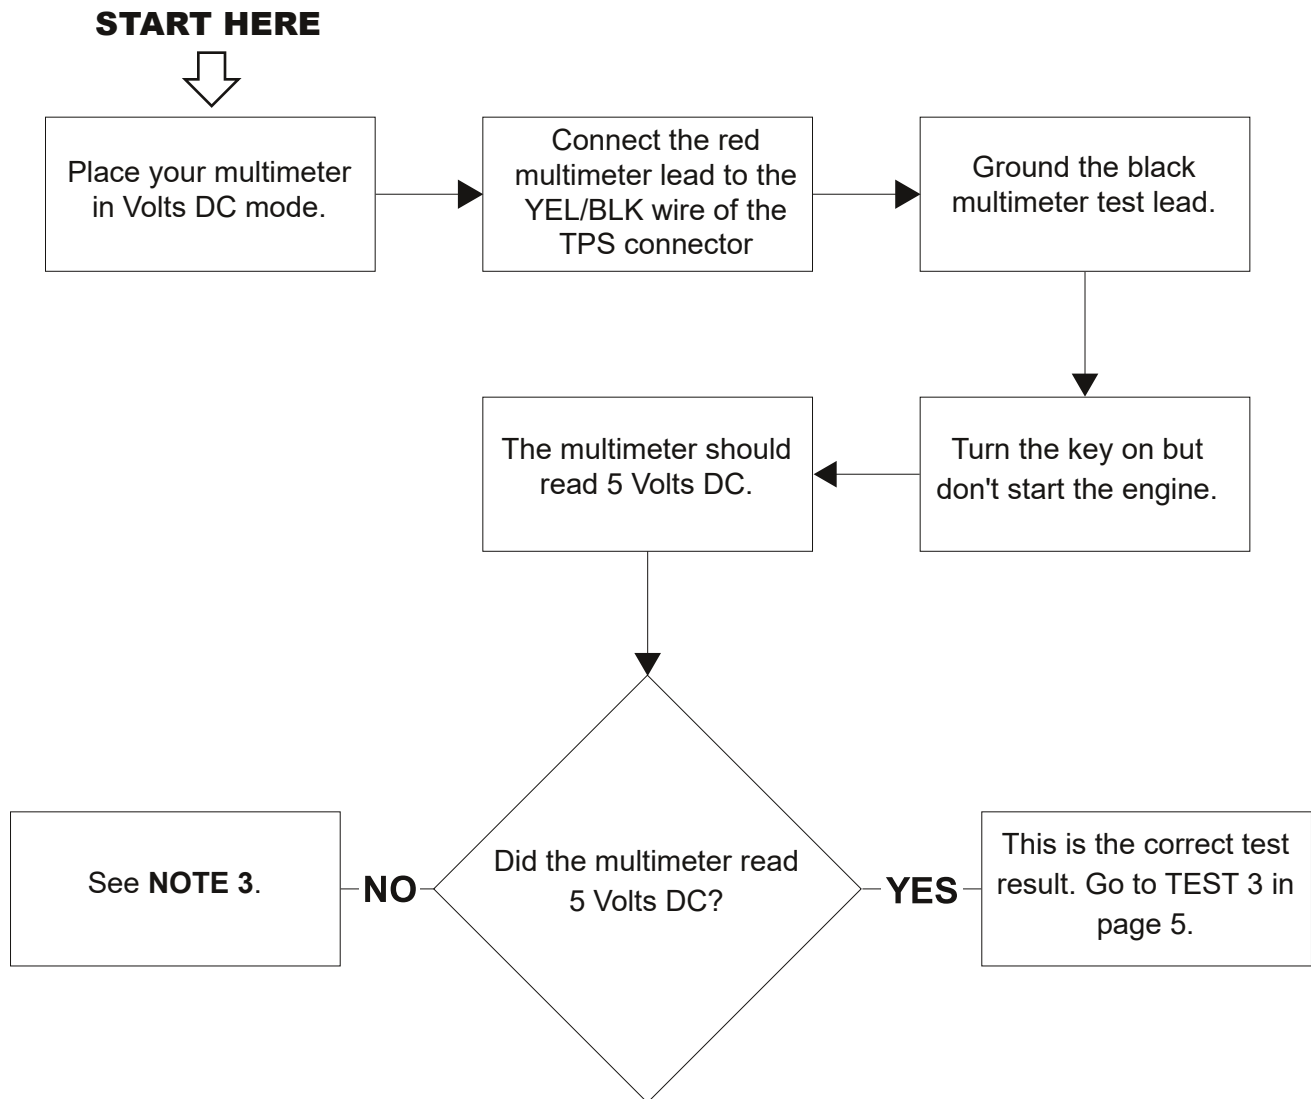 START HERE
Place your multimeter
in Volts DC mode.
Connect the red
multimeter lead to the
YEL/BLK wire of the
TPS connector
Ground the black
multimeter test lead.
Turn the key on but
don't start the engine.
The multimeter should
read 5 Volts DC.
Did the multimeter read
5 Volts DC?
NO
See NOTE 3.
YES
This is the correct test
result. Go to TEST 3 in
page 5.